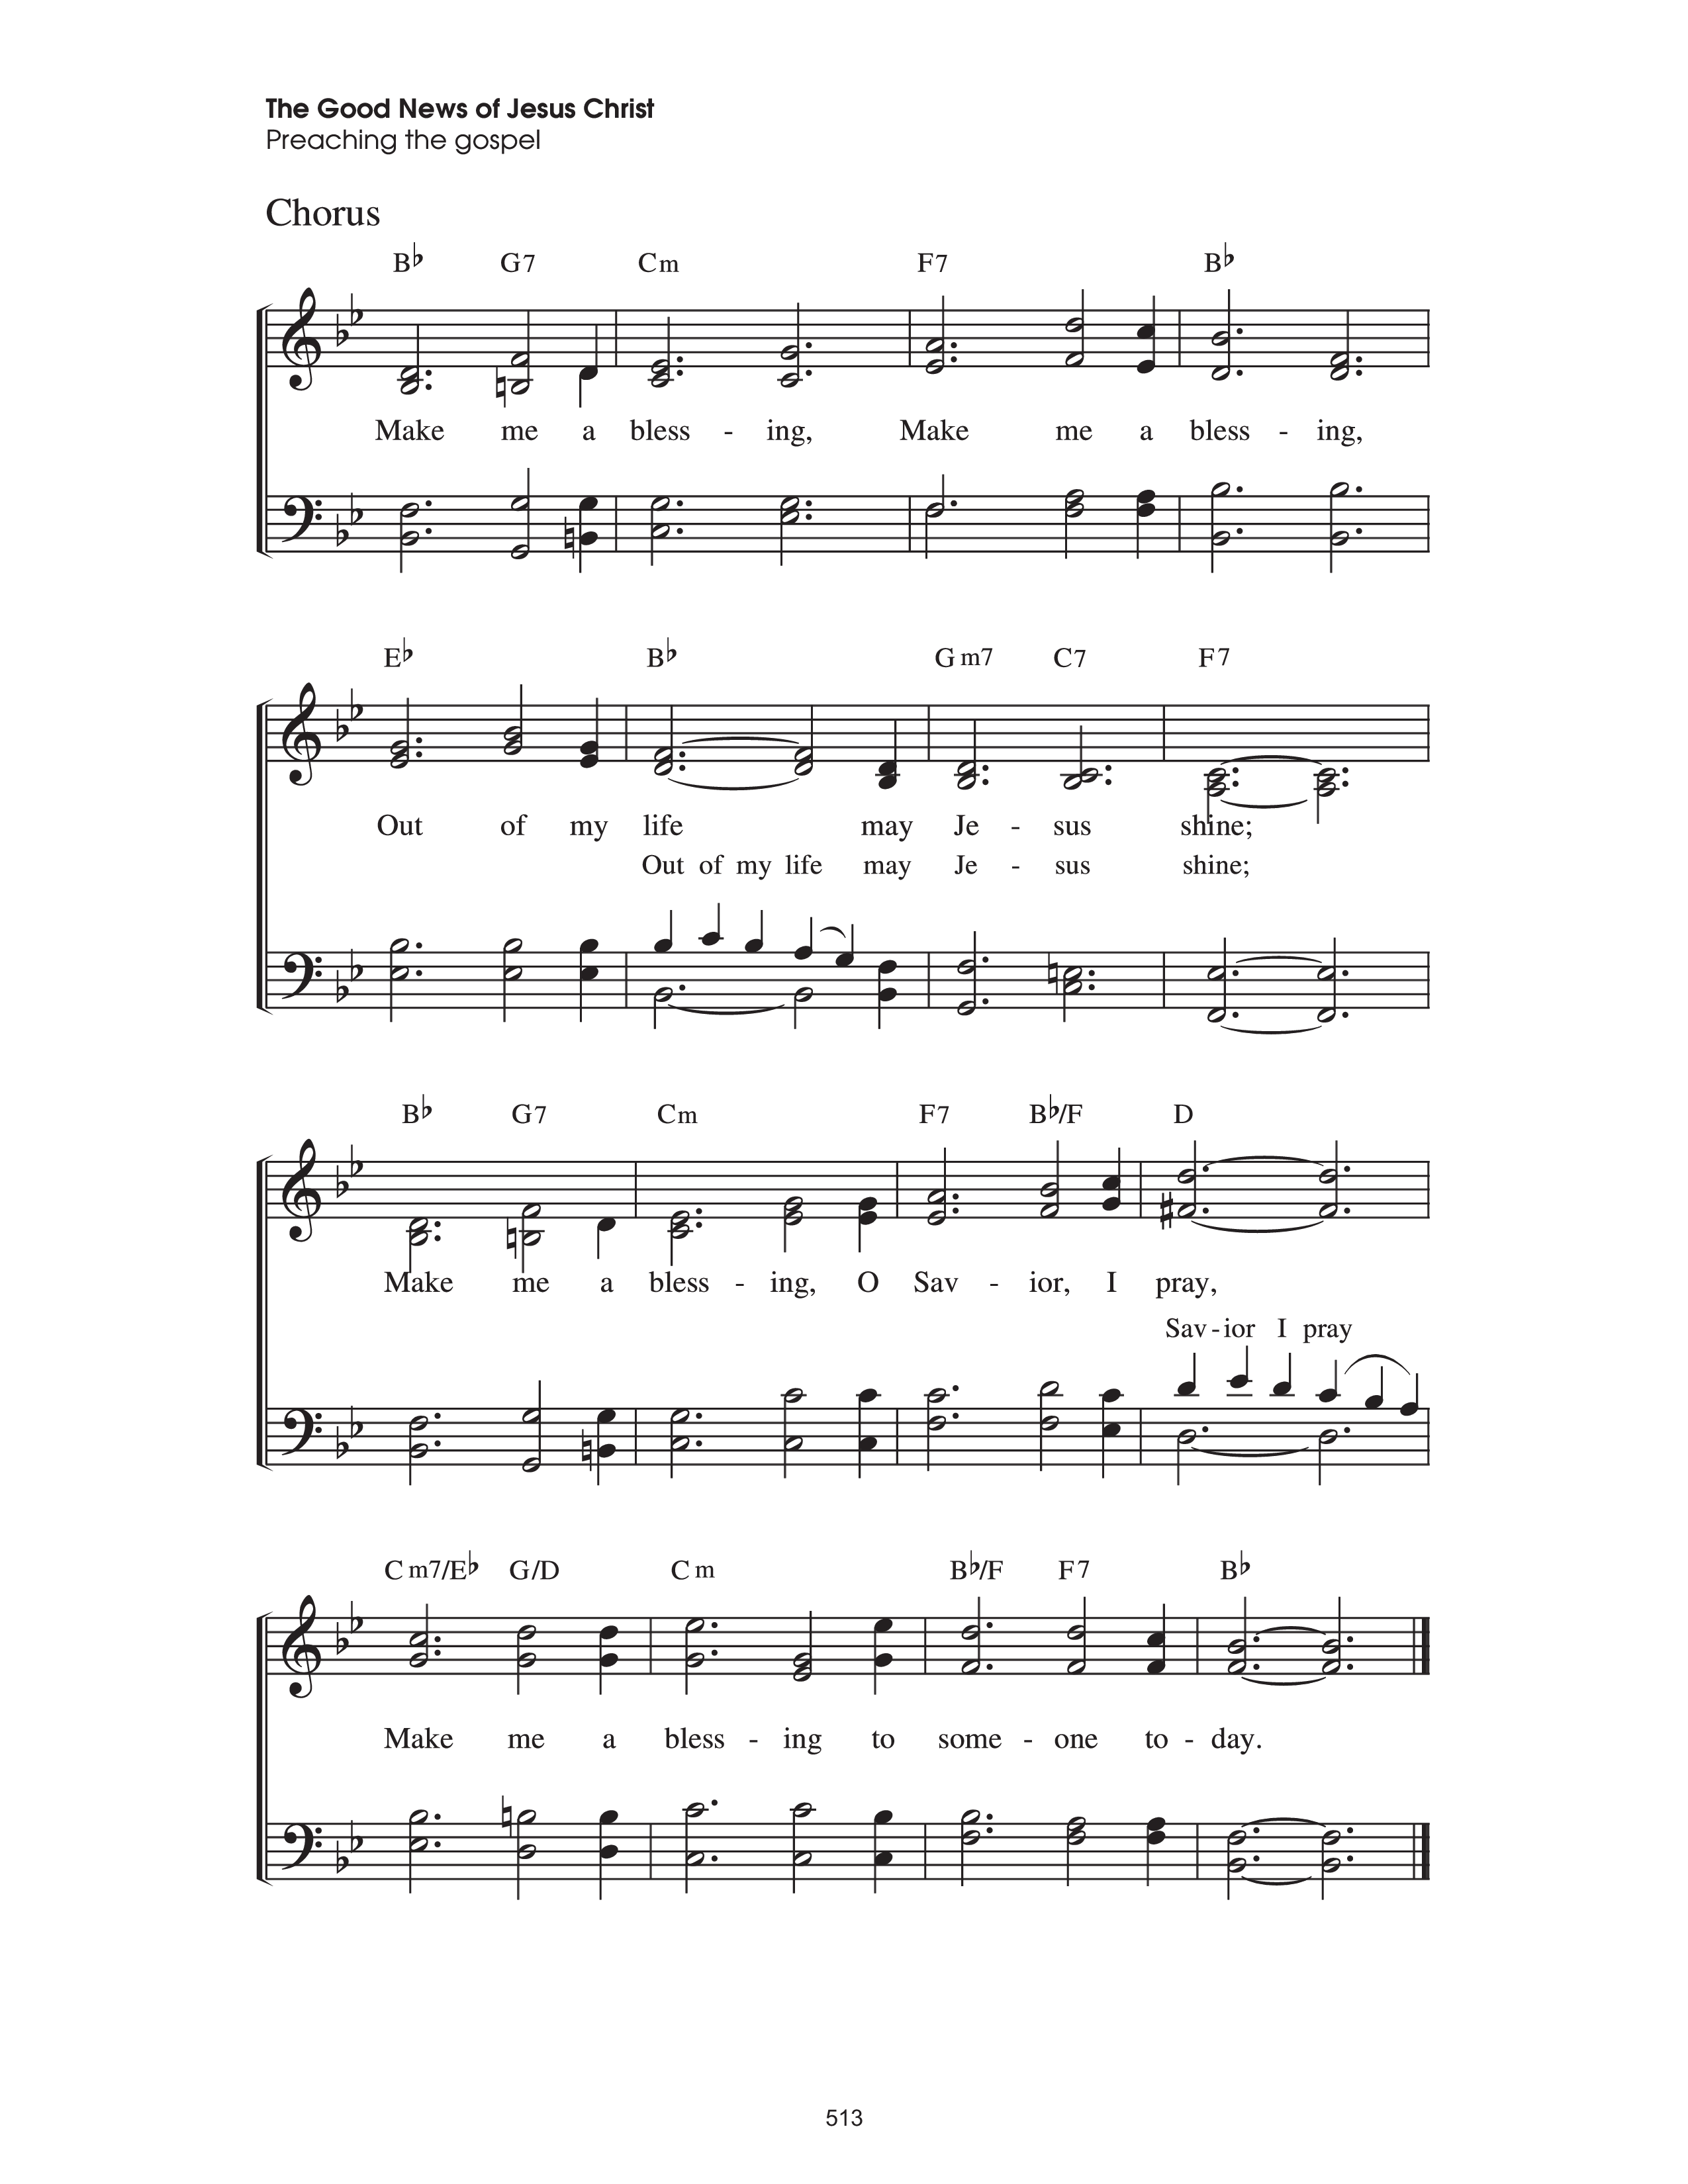 The Good News of Jesus Christ
Preaching the gospel
Chorus
B♭ G7 Cm F7 B♭
Make me a bless - ing, Make me a bless - ing,
E♭ B♭ G m7 C7 F7
Out of my life may Je - sus shine;
Out of my life may Je - sus shine;
B♭ G7 Cm F7 B♭/F D
Make me a bless - ing, O Sav - ior, I pray,
Sav - ior I pray
C m7/E♭ G/D C m B♭/F F7 B♭
Make me a bless - ing to some - one to - day.
513